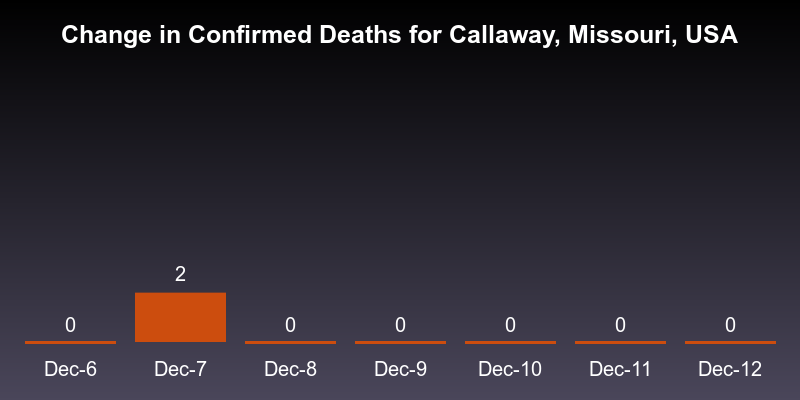 Change in Confirmed Deaths for Callaway, Missouri, USA
0 2 0 0 0 0 0
Dec-6 Dec-7 Dec-8 Dec-9 Dec-10 Dec-11 Dec-12